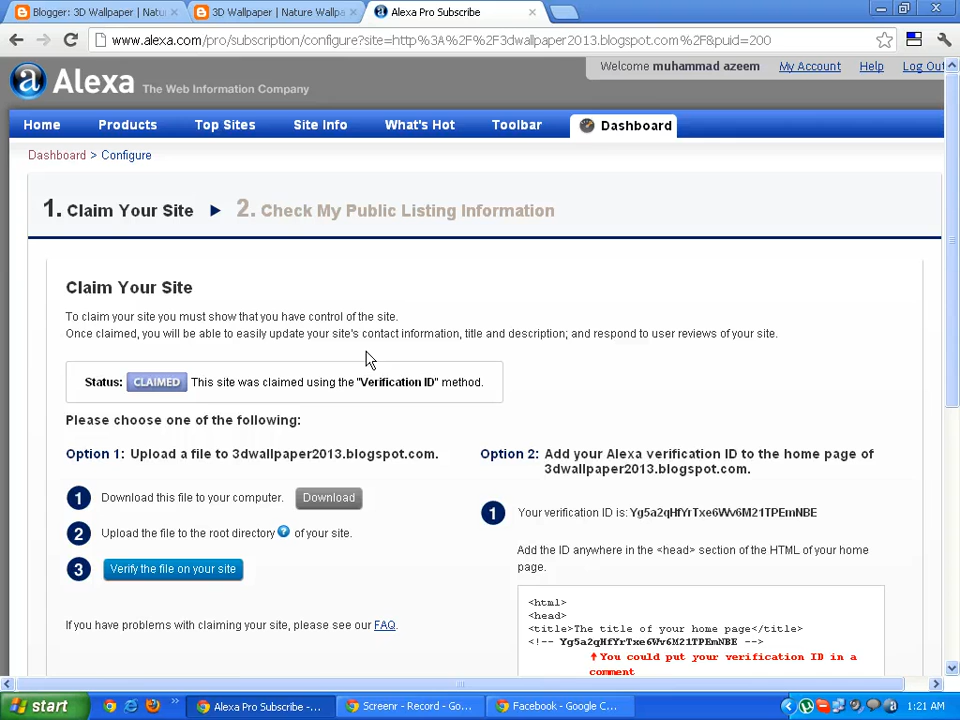 Blogger: 3D Wallpaper | Natu
3D Wallpaper | Nature Wallpa
Alexa Pro Subscribe
www.alexa.com/pro/subscription/configure?site=http%3A%2F%2F3dwallpaper2013.blogspot.com%2F&puid=200
Alexa The Web Information Company
Welcome muhammad azeem My Account Help Log Out
Home Products Top Sites Site Info What's Hot Toolbar Dashboard
Dashboard > Configure
1. Claim Your Site 2. Check My Public Listing Information
Claim Your Site
To claim your site you must show that you have control of the site.
Once claimed, you will be able to easily update your site's contact information, title and description; and respond to user reviews of your site.
Status: CLAIMED This site was claimed using the "Verification ID" method.
Please choose one of the following:
Option 1: Upload a file to 3dwallpaper2013.blogspot.com.
1 Download this file to your computer. Download
2 Upload the file to the root directory ? of your site.
3 Verify the file on your site
If you have problems with claiming your site, please see our FAQ.
Option 2: Add your Alexa verification ID to the home page of
3dwallpaper2013.blogspot.com.
1 Your verification ID is: Yg5a2qHfYrTxe6Wv6M21TPEmNBE
Add the ID anywhere in the <head> section of the HTML of your home
page.
<html>
<head>
<title>The title of your home page</title>
<!-- Yg5a2qHfYrTxe6Wv6M21TPEmNBE -->
You could put your verification ID in a
comment
start
Alexa Pro Subscribe -...
Screenr - Record - Go...
Facebook - Google C...
1:21 AM